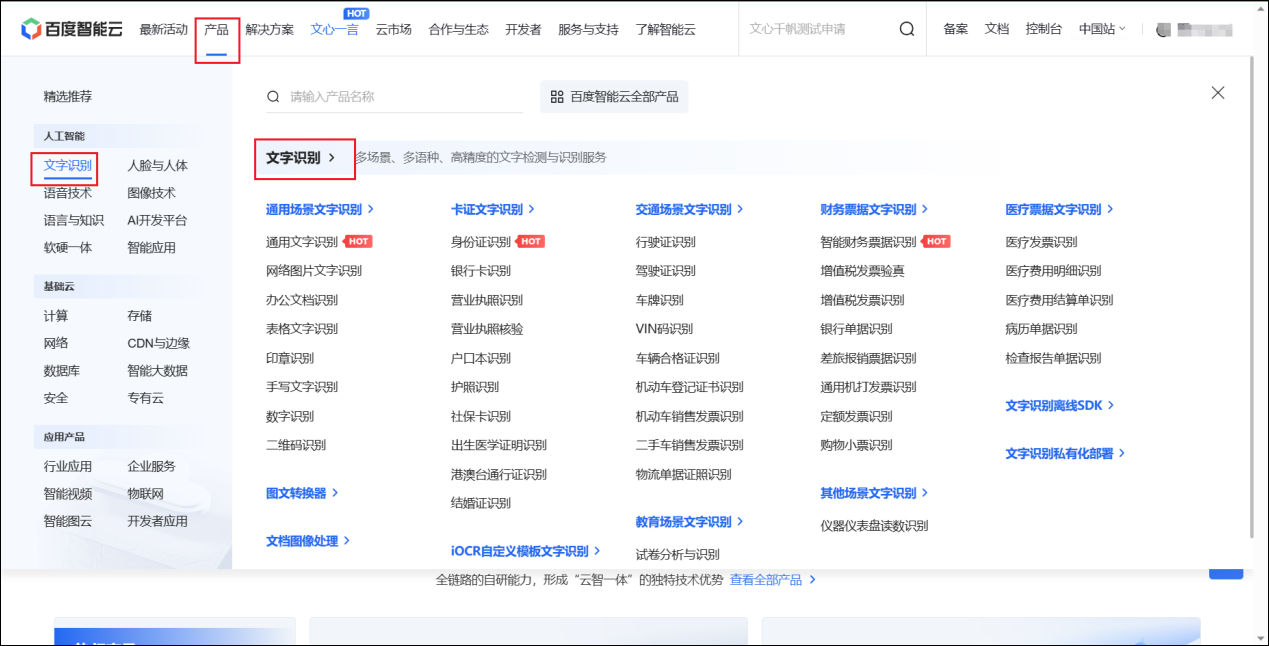 百度智能云 最新活动 产品 解决方案 文心一言 HOT 云市场 合作与生态 开发者 服务与支持 了解智能云 文心千帆测试申请 备案 文档 控制台 中国站
精选推荐
人工智能
文字识别 人脸与人体
语音技术 图像技术
语言与知识 AI开发平台
软硬一体 智能应用
基础云
计算 存储
网络 CDN与边缘
数据库 智能大数据
安全 专有云
应用产品
行业应用 企业服务
智能视频 物联网
智能图云 开发者应用
请输入产品名称 百度智能云全部产品
文字识别 多场景、多语种、高精度的文字检测与识别服务
通用场景文字识别
通用文字识别 HOT
网络图片文字识别
办公文档识别
表格文字识别
印章识别
手写文字识别
数字识别
二维码识别
图文转换器
文档图像处理
卡证文字识别
身份证识别 HOT
银行卡识别
营业执照识别
营业执照核验
户口本识别
护照识别
社保卡识别
出生医学证明识别
港澳台通行证识别
结婚证识别
iOCR自定义模板文字识别
交通场景文字识别
行驶证识别
驾驶证识别
车牌识别
VIN码识别
车辆合格证识别
机动车登记证书识别
机动车销售发票识别
二手车销售发票识别
物流单据证照识别
教育场景文字识别
试卷分析与识别
财务票据文字识别
智能财务票据识别 HOT
增值税发票验真
增值税发票识别
银行单据识别
差旅报销票据识别
通用机打发票识别
定额发票识别
购物小票识别
其他场景文字识别
仪器仪表盘读数识别
医疗票据文字识别
医疗发票识别
医疗费用明细识别
医疗费用结算单识别
病历单据识别
检查报告单据识别
文字识别离线SDK
文字识别私有化部署
全链路的自研能力，形成“云智一体”的独特技术优势 查看全部产品